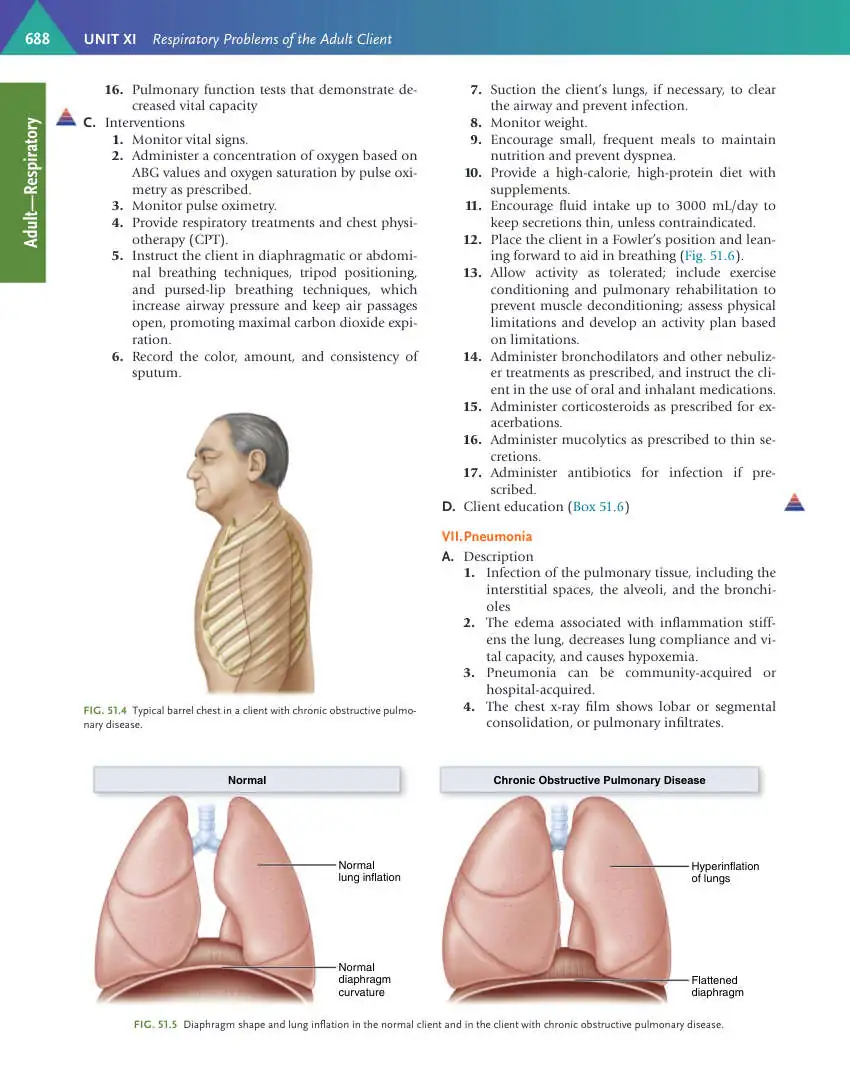 688 UNIT XI Respiratory Problems of the Adult Client
Adult—Respiratory
16. Pulmonary function tests that demonstrate de-
creased vital capacity
C. Interventions
1. Monitor vital signs.
2. Administer a concentration of oxygen based on
ABG values and oxygen saturation by pulse oxi-
metry as prescribed.
3. Monitor pulse oximetry.
4. Provide respiratory treatments and chest physi-
otherapy (CPT).
5. Instruct the client in diaphragmatic or abdomi-
nal breathing techniques, tripod positioning,
and pursed-lip breathing techniques, which
increase airway pressure and keep air passages
open, promoting maximal carbon dioxide expi-
ration.
6. Record the color, amount, and consistency of
sputum.
FIG. 51.4 Typical barrel chest in a client with chronic obstructive pulmo-
nary disease.
7. Suction the client's lungs, if necessary, to clear
the airway and prevent infection.
8. Monitor weight.
9. Encourage small, frequent meals to maintain
nutrition and prevent dyspnea.
10. Provide a high-calorie, high-protein diet with
supplements.
11. Encourage fluid intake up to 3000 mL/day to
keep secretions thin, unless contraindicated.
12. Place the client in a Fowler's position and lean-
ing forward to aid in breathing (Fig. 51.6).
13. Allow activity as tolerated; include exercise
conditioning and pulmonary rehabilitation to
prevent muscle deconditioning; assess physical
limitations and develop an activity plan based
on limitations.
14. Administer bronchodilators and other nebuliz-
er treatments as prescribed, and instruct the cli-
ent in the use of oral and inhalant medications.
15. Administer corticosteroids as prescribed for ex-
acerbations.
16. Administer mucolytics as prescribed to thin se-
cretions.
17. Administer antibiotics for infection if pre-
scribed.
D. Client education (Box 51.6)
VII. Pneumonia
A. Description
1. Infection of the pulmonary tissue, including the
interstitial spaces, the alveoli, and the bronchi-
oles
2. The edema associated with inflammation stiff-
ens the lung, decreases lung compliance and vi-
tal capacity, and causes hypoxemia.
3. Pneumonia can be community-acquired or
hospital-acquired.
4. The chest x-ray film shows lobar or segmental
consolidation, or pulmonary infiltrates.
Normal
Normal
lung inflation
Normal
diaphragm
curvature
Chronic Obstructive Pulmonary Disease
Hyperinflation
of lungs
Flattened
diaphragm
FIG. 51.5 Diaphragm shape and lung inflation in the normal client and in the client with chronic obstructive pulmonary disease.